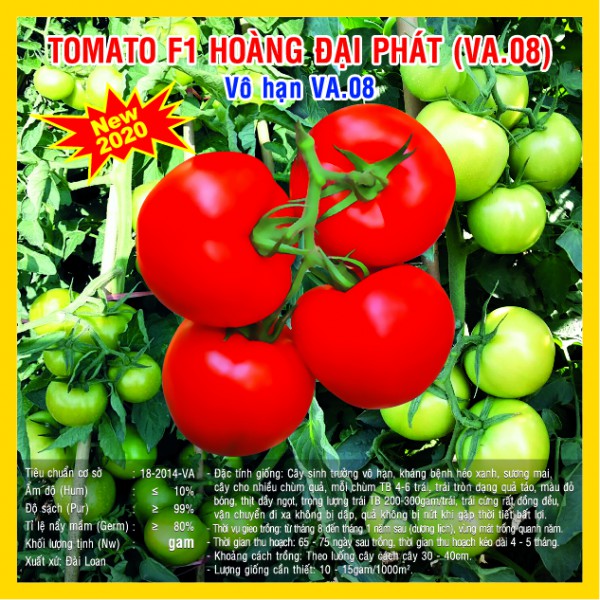 TOMATO F1 HOÀNG ĐẠI PHÁT (VA.08)
Vô hạn VA.08
New
2020
Tiêu chuẩn cơ sở : 18-2014-VA
Ẩm độ (Hum) : ≤ 10%
Độ sạch (Pur) : ≥ 99%
Tỉ lệ nẩy mầm (Germ) : ≥ 80%
Khối lượng tịnh (Nw) gam
Xuất xứ: Đài Loan
- Đặc tính giống: Cây sinh trưởng vô hạn, kháng bệnh héo xanh, sương mai,
cây cho nhiều chùm quả, mỗi chùm TB 4-6 trái, trái tròn dạng quả táo, màu đỏ
bóng, thịt dầy ngọt, trọng lượng trái TB 200-300gam/trái, trái cứng rất đồng đều,
vận chuyển đi xa không bị dập, quả không bị nứt khi gặp thời tiết bất lợi.
- Thời vụ gieo trồng: từ tháng 8 đến tháng 1 năm sau (dương lịch), vùng mát trồng quanh năm.
- Thời gian thu hoạch: 65 - 75 ngày sau trồng, thời gian thu hoạch kéo dài 4 - 5 tháng.
- Khoảng cách trồng: Theo luống cây cách cây 30 - 40cm.
- Lượng giống cần thiết: 10 - 15gam/1000m².